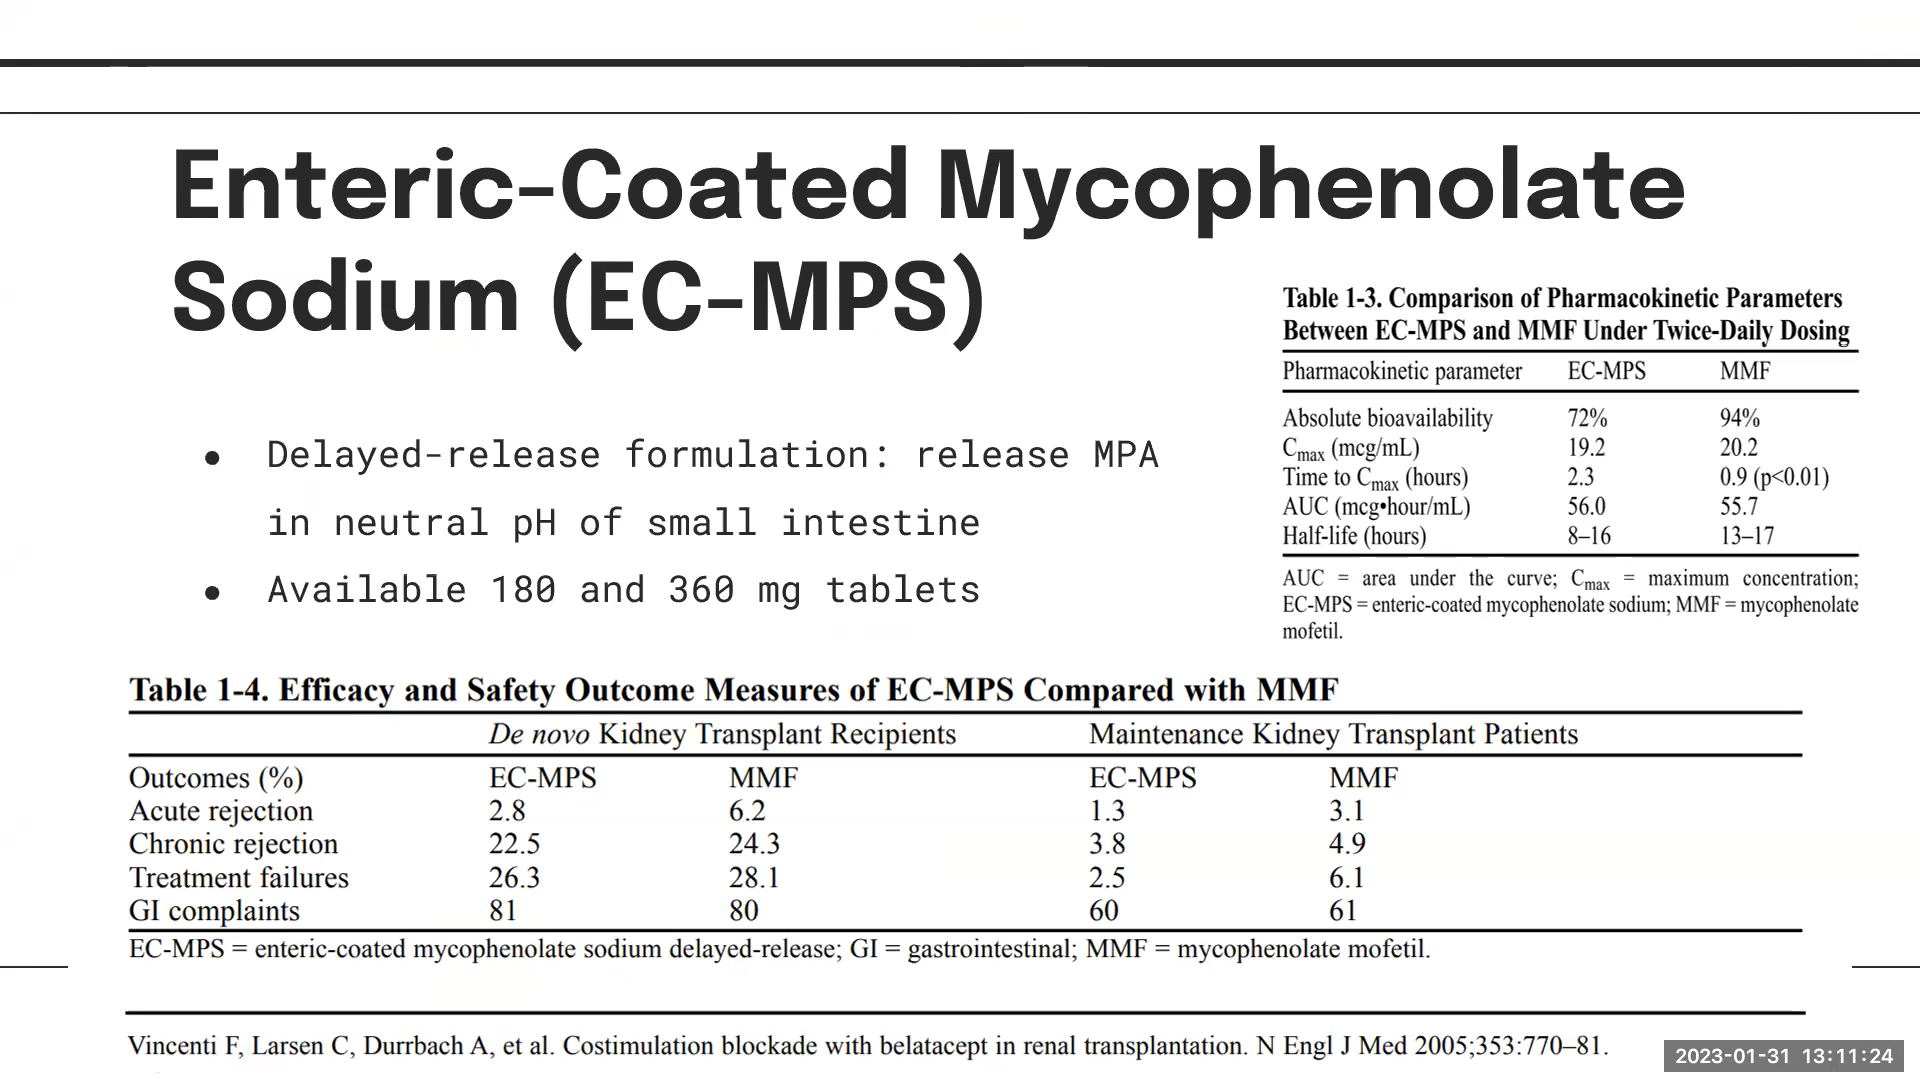 Enteric-Coated Mycophenolate
Sodium (EC-MPS)
• Delayed-release formulation: release MPA
in neutral pH of small intestine
• Available 180 and 360 mg tablets
Table 1-3. Comparison of Pharmacokinetic Parameters
Between EC-MPS and MMF Under Twice-Daily Dosing
Pharmacokinetic parameter EC-MPS MMF
Absolute bioavailability 72% 94%
Cmax (mcg/mL) 19.2 20.2
Time to Cmax (hours) 2.3 0.9 (p<0.01)
AUC (mcg•hour/mL) 56.0 55.7
Half-life (hours) 8–16 13–17
AUC = area under the curve; Cmax = maximum concentration;
EC-MPS = enteric-coated mycophenolate sodium; MMF = mycophenolate
mofetil.
Table 1-4. Efficacy and Safety Outcome Measures of EC-MPS Compared with MMF
De novo Kidney Transplant Recipients Maintenance Kidney Transplant Patients
Outcomes (%) EC-MPS MMF EC-MPS MMF
Acute rejection 2.8 6.2 1.3 3.1
Chronic rejection 22.5 24.3 3.8 4.9
Treatment failures 26.3 28.1 2.5 6.1
GI complaints 81 80 60 61
EC-MPS = enteric-coated mycophenolate sodium delayed-release; GI = gastrointestinal; MMF = mycophenolate mofetil.
Vincenti F, Larsen C, Durrbach A, et al. Costimulation blockade with belatacept in renal transplantation. N Engl J Med 2005;353:770–81.
2023-01-31 13:11:24